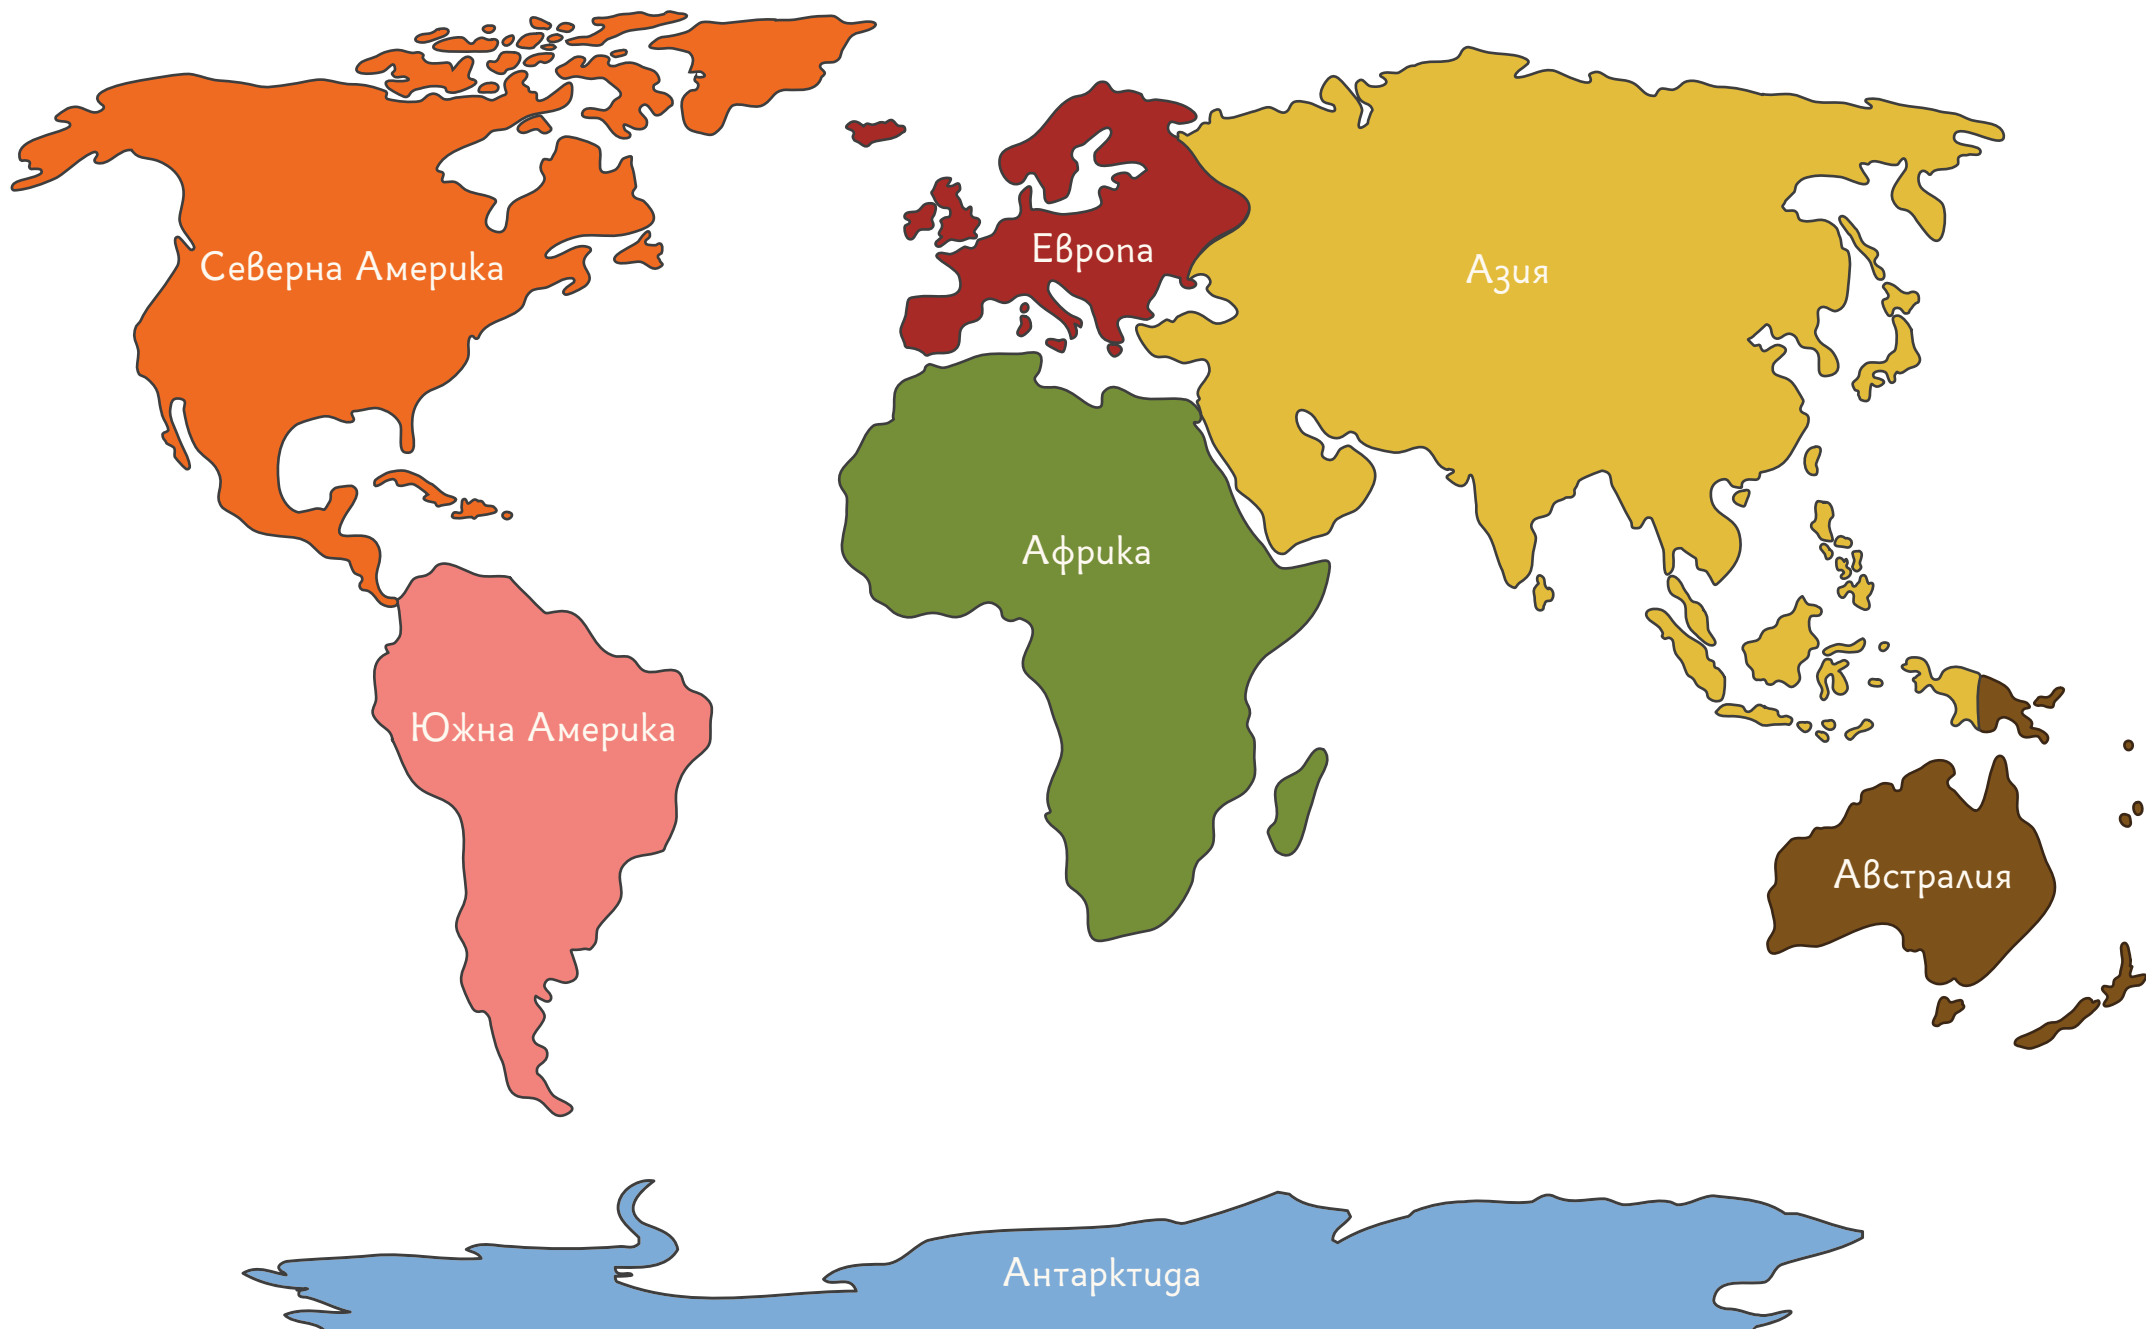 Северна Америка
Европа
Азия
Африка
Южна Америка
Австралия
Антарктида